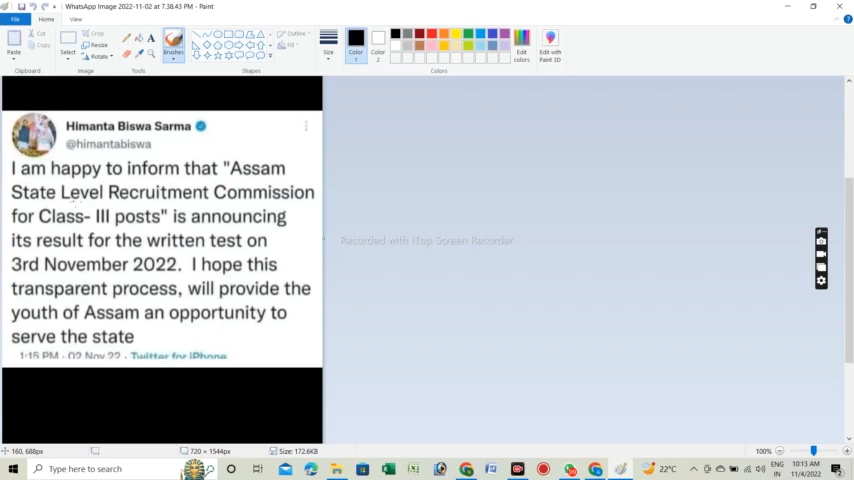 WhatsApp Image 2022-11-02 at 7.38.43 PM - Paint
File Home View
Paste Cut Copy
Clipboard
Select Crop Resize Rotate
Image
Tools
Brushes
Outline Fill
Shapes
Size
Color 1
Color 2
Colors
Edit colors
Edit with Paint 3D
Himanta Biswa Sarma
@himantabiswa
I am happy to inform that "Assam
State Level Recruitment Commission
for Class- III posts" is announcing
its result for the written test on
3rd November 2022. I hope this
transparent process, will provide the
youth of Assam an opportunity to
serve the state
1:15 PM · 02 Nov 22 · Twitter for iPhone
Recorded with iTop Screen Recorder
160, 688px 720 × 1544px Size: 172.6KB 100%
Type here to search 22°C ENG IN 10:13 AM 11/4/2022